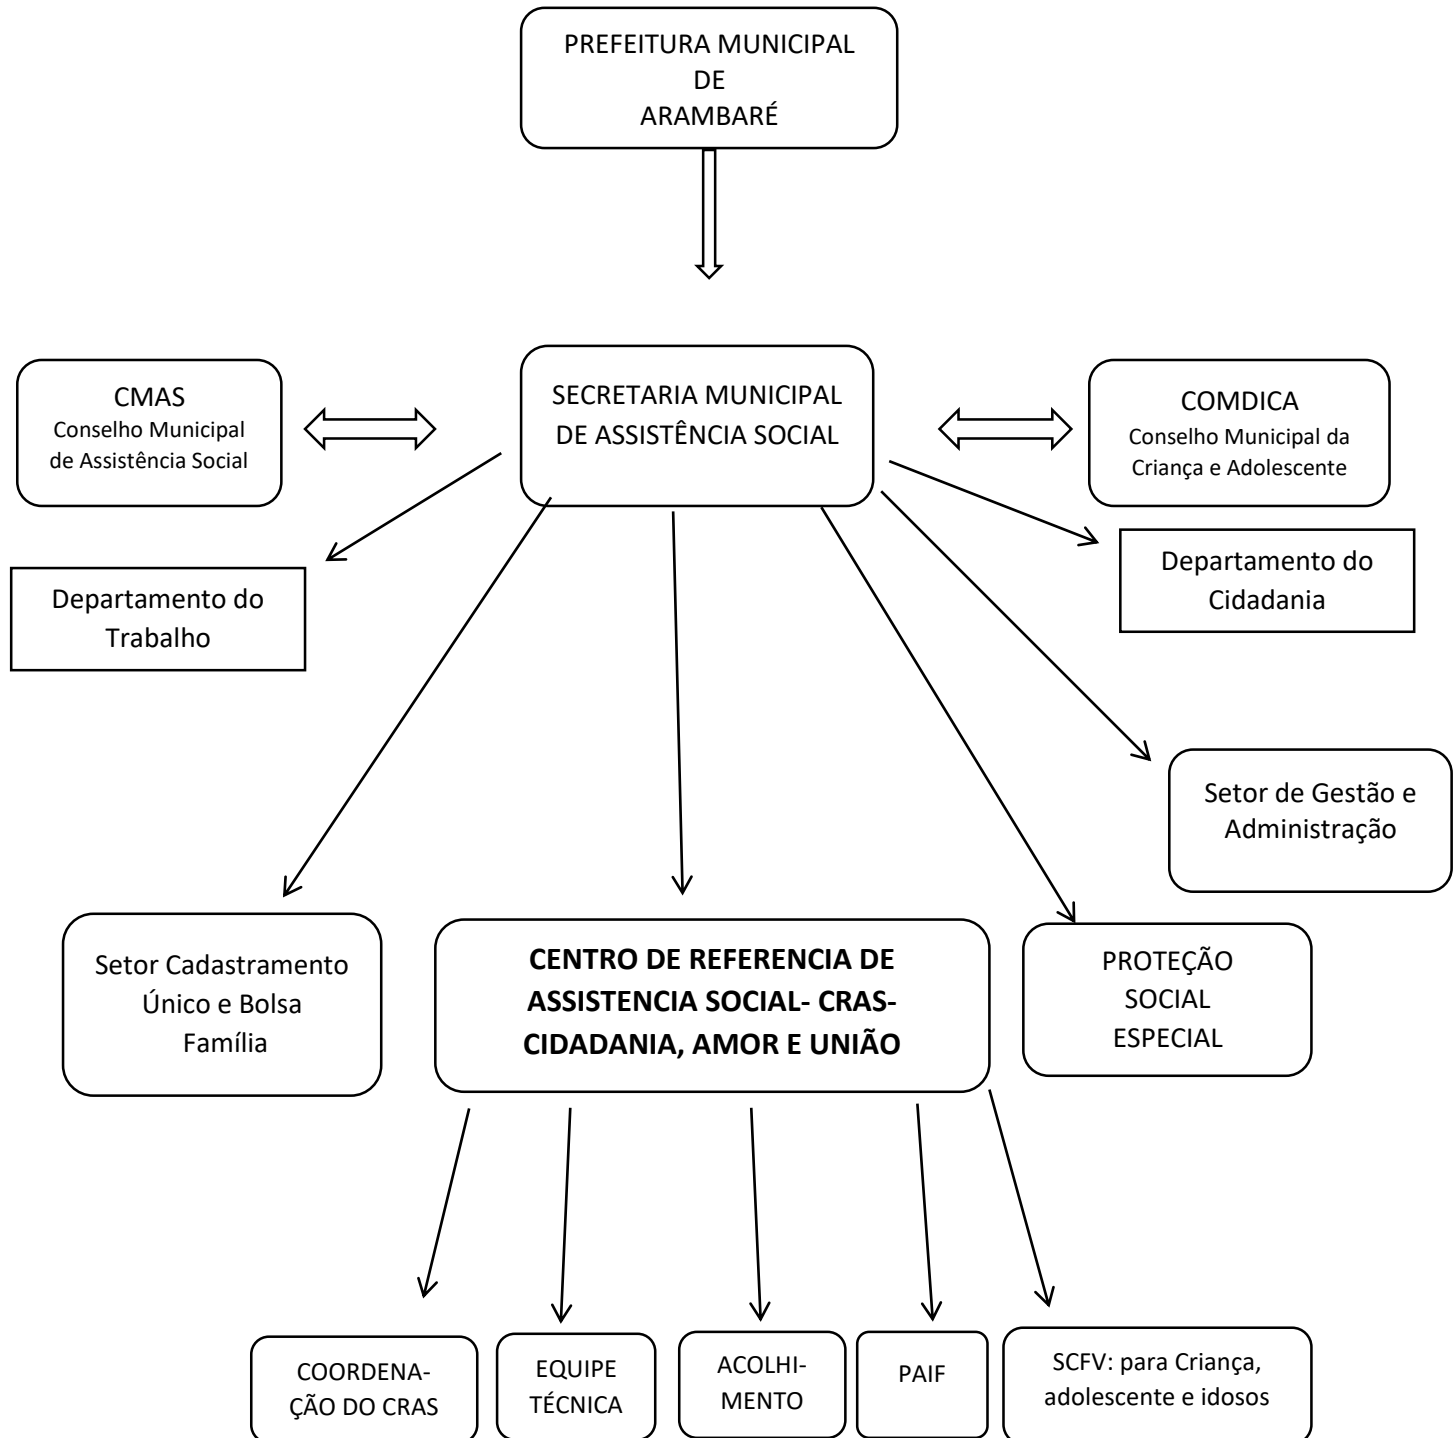 PREFEITURA MUNICIPAL
DE
ARAMBARÉ
CMAS
Conselho Municipal
de Assistência Social
SECRETARIA MUNICIPAL
DE ASSISTÊNCIA SOCIAL
COMDICA
Conselho Municipal da
Criança e Adolescente
Departamento do
Trabalho
Departamento do
Cidadania
Setor de Gestão e
Administração
Setor Cadastramento
Único e Bolsa
Família
CENTRO DE REFERENCIA DE
ASSISTENCIA SOCIAL- CRAS-
CIDADANIA, AMOR E UNIÃO
PROTEÇÃO
SOCIAL
ESPECIAL
COORDENA-
ÇÃO DO CRAS
EQUIPE
TÉCNICA
ACOLHI-
MENTO
PAIF
SCFV: para Criança,
adolescente e idosos